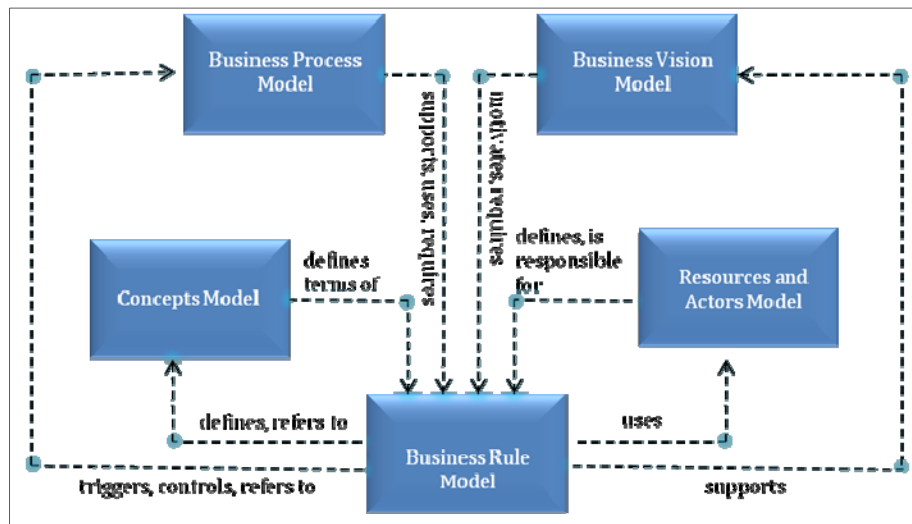 Business Process
Model
Business Vision
Model
supports, uses, requires
motivates, requires
defines
terms of
defines, is
responsible
for
Concepts Model
Resources and
Actors Model
defines, refers to
uses
Business Rule
Model
triggers, controls, refers to
supports